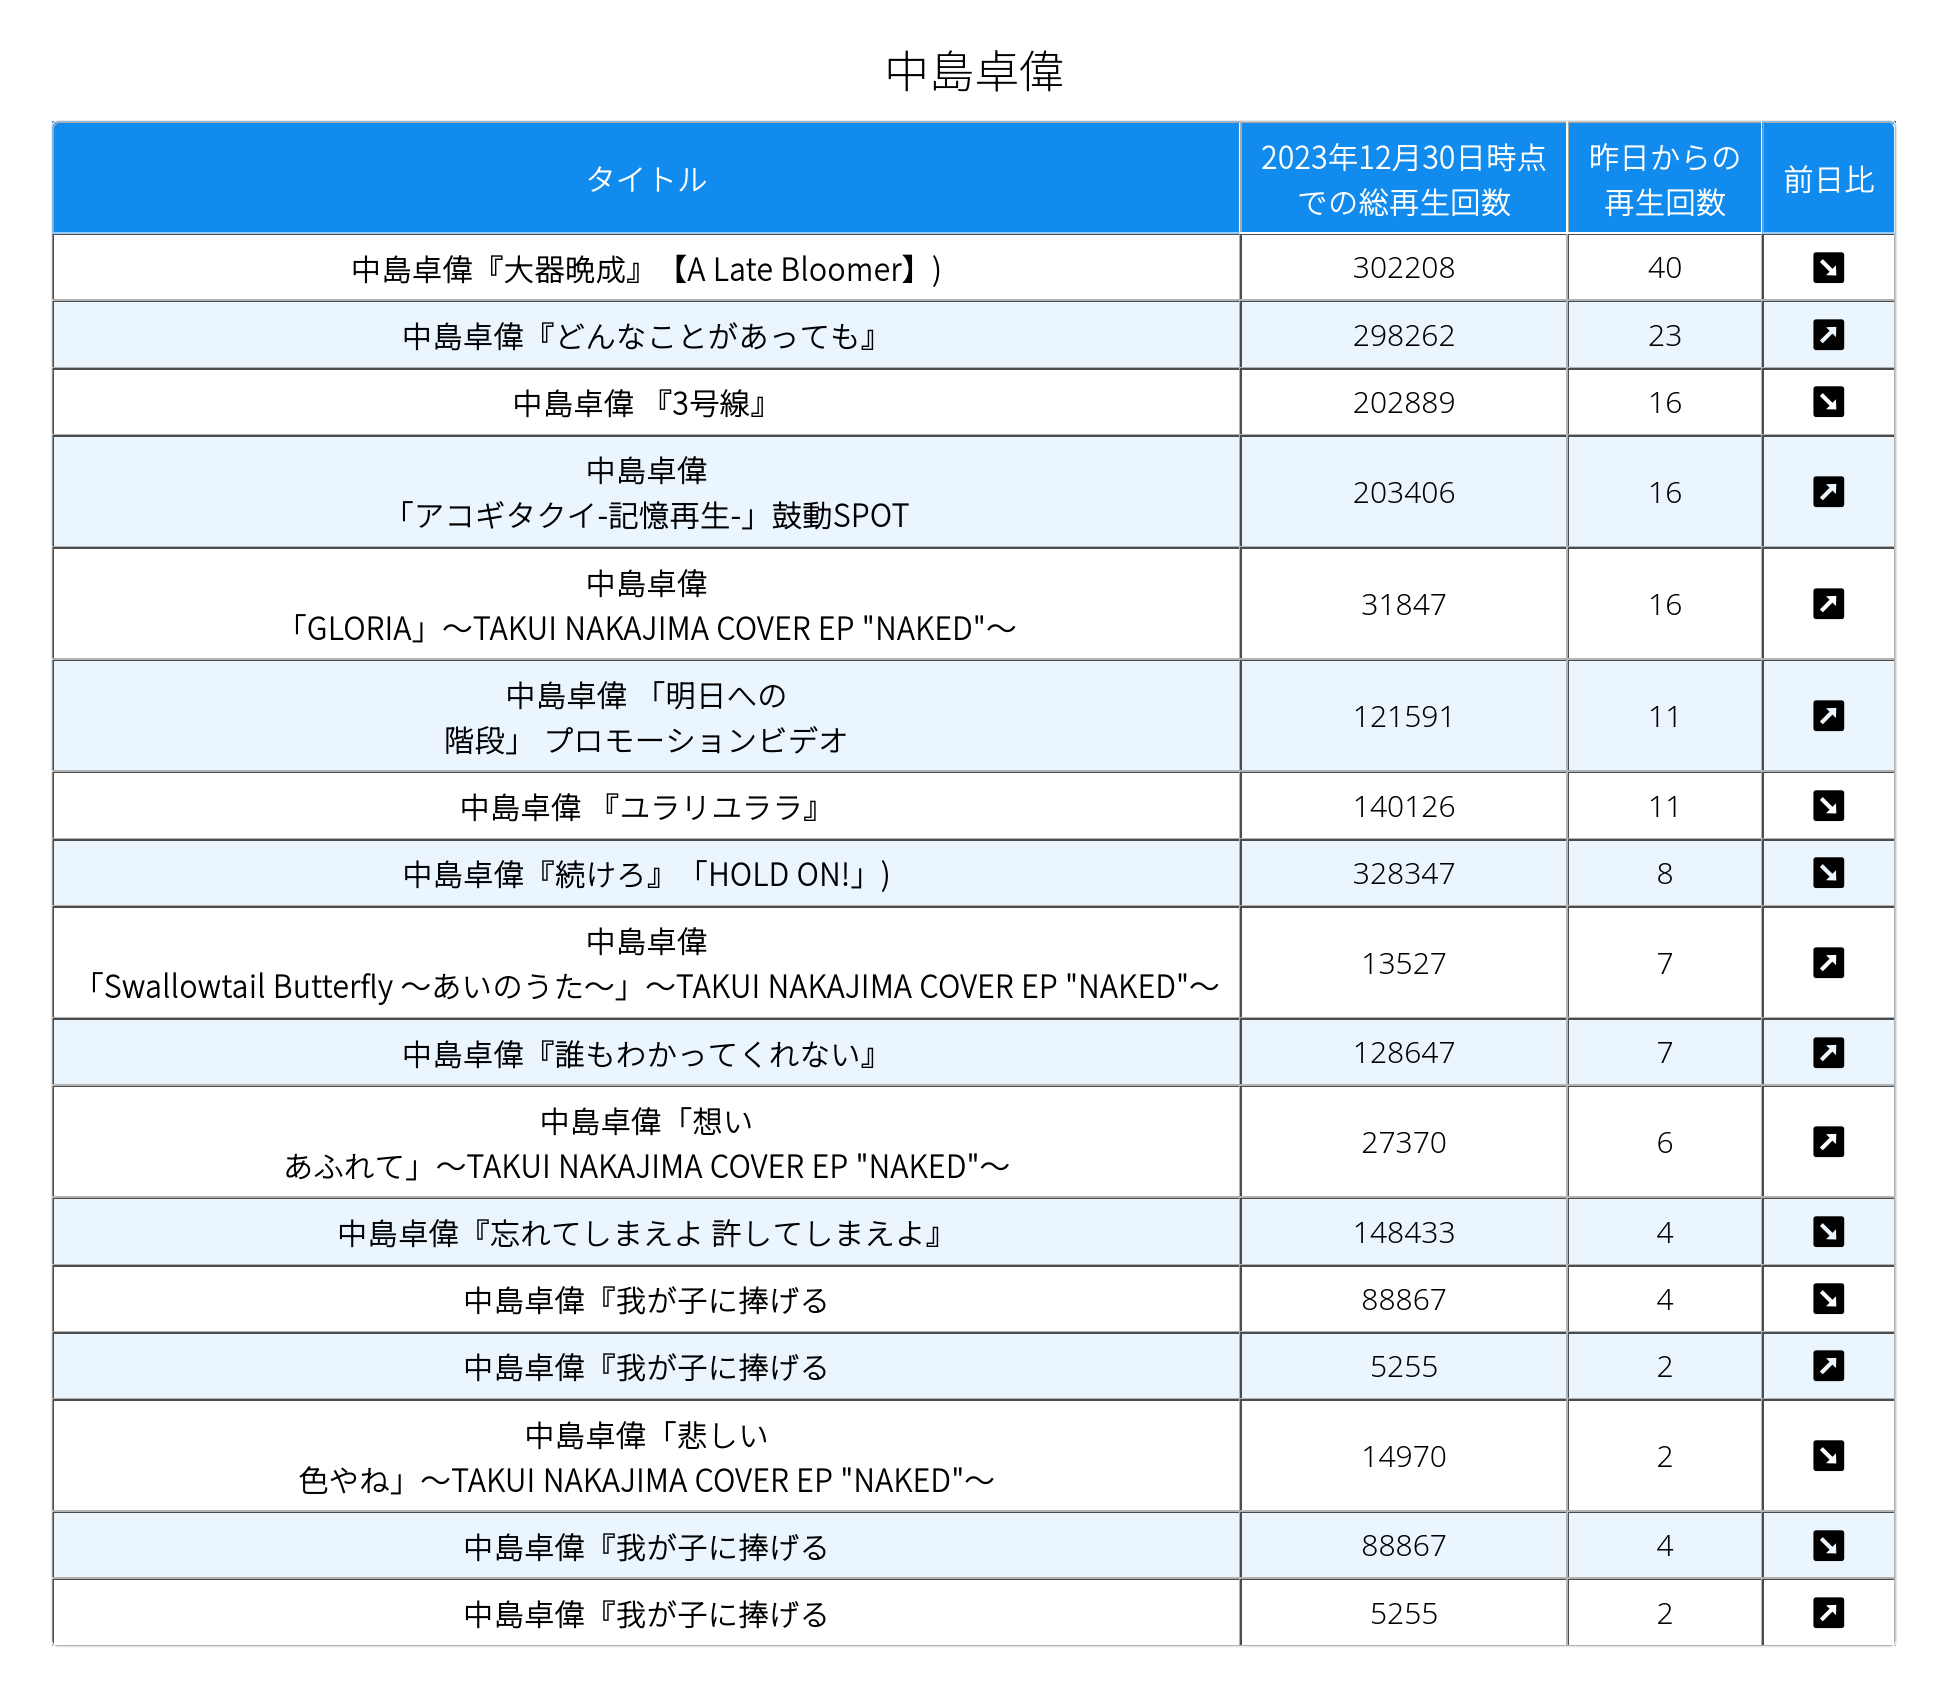 中島卓偉
タイトル
2023年12月30日時点
での総再生回数
昨日からの
再生回数
前日比
中島卓偉『大器晩成』【A Late Bloomer】)
302208
40
中島卓偉『どんなことがあっても』
298262
23
中島卓偉 『3号線』
202889
16
中島卓偉
「アコギタクイ-記憶再生-」鼓動SPOT
203406
16
中島卓偉
「GLORIA」～TAKUI NAKAJIMA COVER EP "NAKED"～
31847
16
中島卓偉 「明日への
階段」 プロモーションビデオ
121591
11
中島卓偉 『ユラリユララ』
140126
11
中島卓偉『続けろ』「HOLD ON!」)
328347
8
中島卓偉
「Swallowtail Butterfly ～あいのうた～」～TAKUI NAKAJIMA COVER EP "NAKED"～
13527
7
中島卓偉『誰もわかってくれない』
128647
7
中島卓偉「想い
あふれて」～TAKUI NAKAJIMA COVER EP "NAKED"～
27370
6
中島卓偉『忘れてしまえよ 許してしまえよ』
148433
4
中島卓偉『我が子に捧げる
88867
4
中島卓偉『我が子に捧げる
5255
2
中島卓偉「悲しい
色やね」～TAKUI NAKAJIMA COVER EP "NAKED"～
14970
2
中島卓偉『我が子に捧げる
88867
4
中島卓偉『我が子に捧げる
5255
2